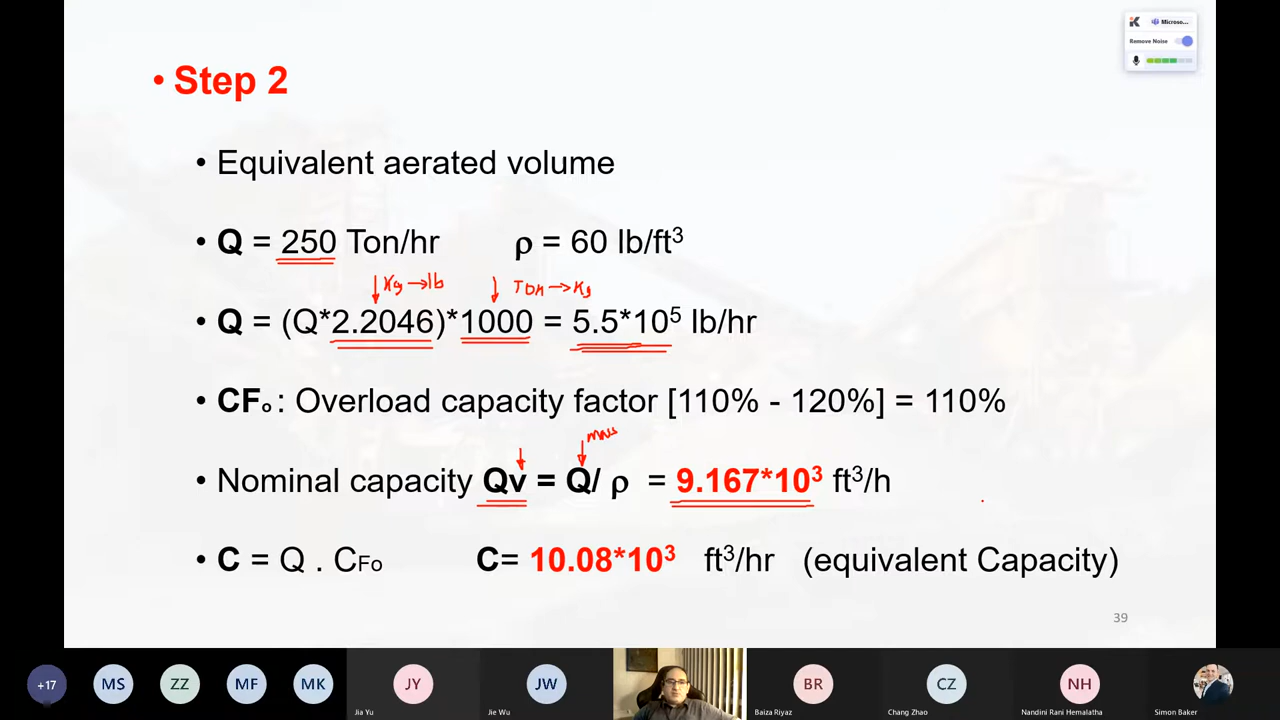 Microso...
Remove Noise
• Step 2
• Equivalent aerated volume
• Q = 250 Ton/hr ρ = 60 lb/ft³
Kg → lb Ton → Kg
• Q = (Q*2.2046)*1000 = 5.5*10⁵ lb/hr
• CFₒ : Overload capacity factor [110% - 120%] = 110%
• Nominal capacity Qv = Q/ ρ = 9.167*10³ ft³/h
• C = Q . CFo C= 10.08*10³ ft³/hr (equivalent Capacity)
39
+17 MS ZZ MF MK JY JW BR CZ NH
Jia Yu Jie Wu Baiza Riyaz Chang Zhao Nandini Rani Hemalatha Simon Baker